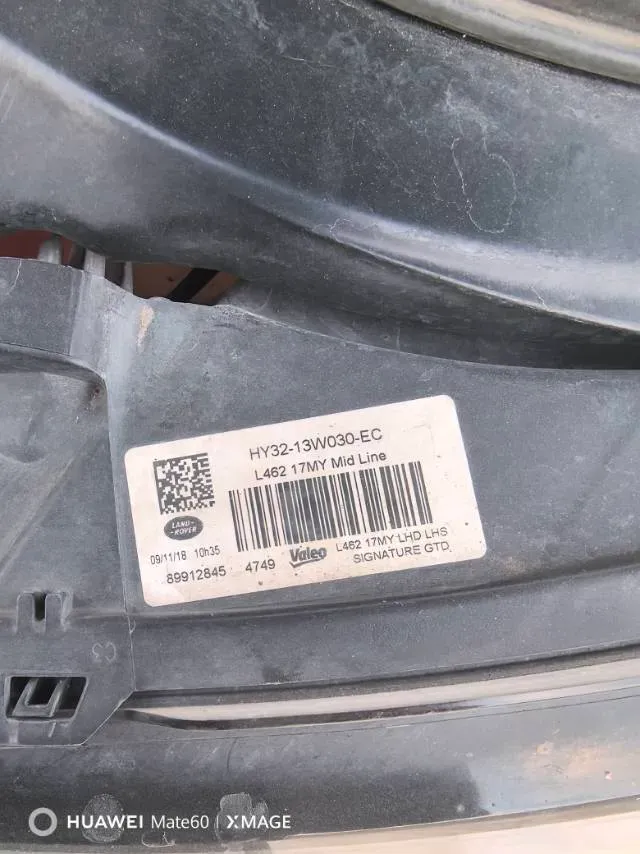 HY32-13W030-EC
L462 17MY Mid Line
LAND-
ROVER
09/11/18 10h35
89912845 4749 Valeo
L462 17MY LHD LHS
SIGNATURE GTD
C3
HUAWEI Mate60 | XMAGE